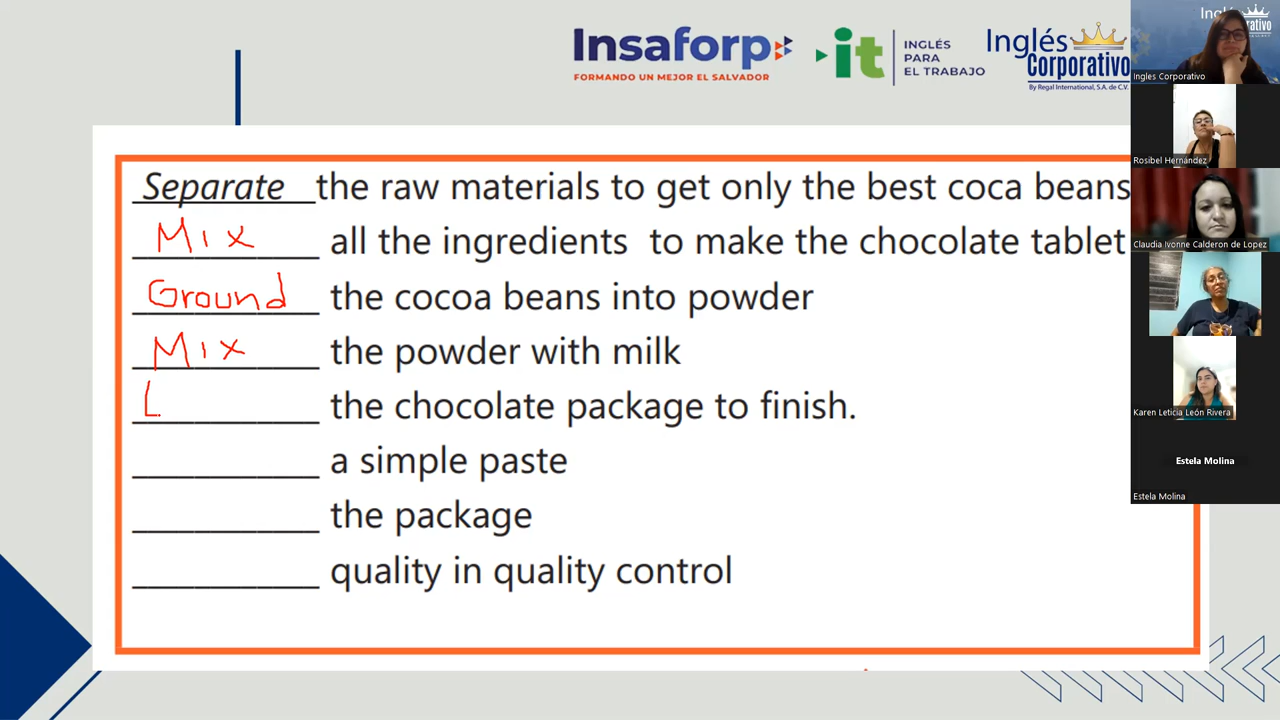 Insaforp
FORMANDO UN MEJOR EL SALVADOR
it
INGLÉS
PARA
EL TRABAJO
Inglés
Corporativo
By Regal International, S.A. de C.V.
Separate the raw materials to get only the best coca beans
Mix all the ingredients to make the chocolate tablet
Ground the cocoa beans into powder
Mix the powder with milk
L the chocolate package to finish.
a simple paste
the package
quality in quality control
Ingles Corporativo
Rosibel Hernandez
Claudia Ivonne Calderon de Lopez
Karen Leticia León Rivera
Estela Molina
Estela Molina